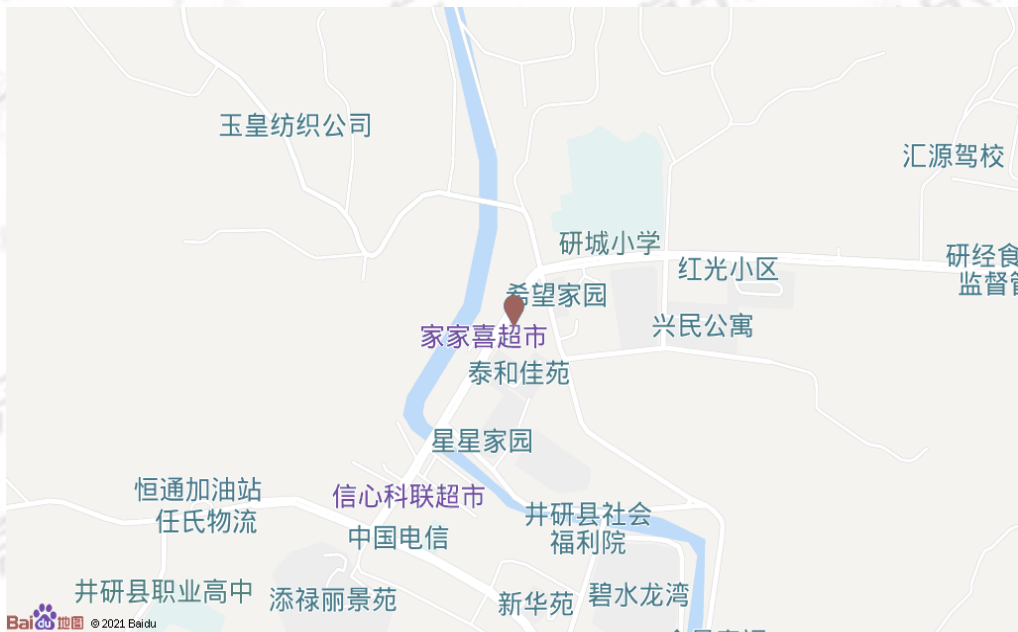 玉皇纺织公司
汇源驾校
研城小学
红光小区
研经食
监督管
希望家园
兴民公寓
家家喜超市
泰和佳苑
星星家园
恒通加油站
信心科联超市
任氏物流
井研县社会
福利院
中国电信
井研县职业高中
添禄丽景苑
新华苑
碧水龙湾
Bai du 地图 © 2021 Baidu